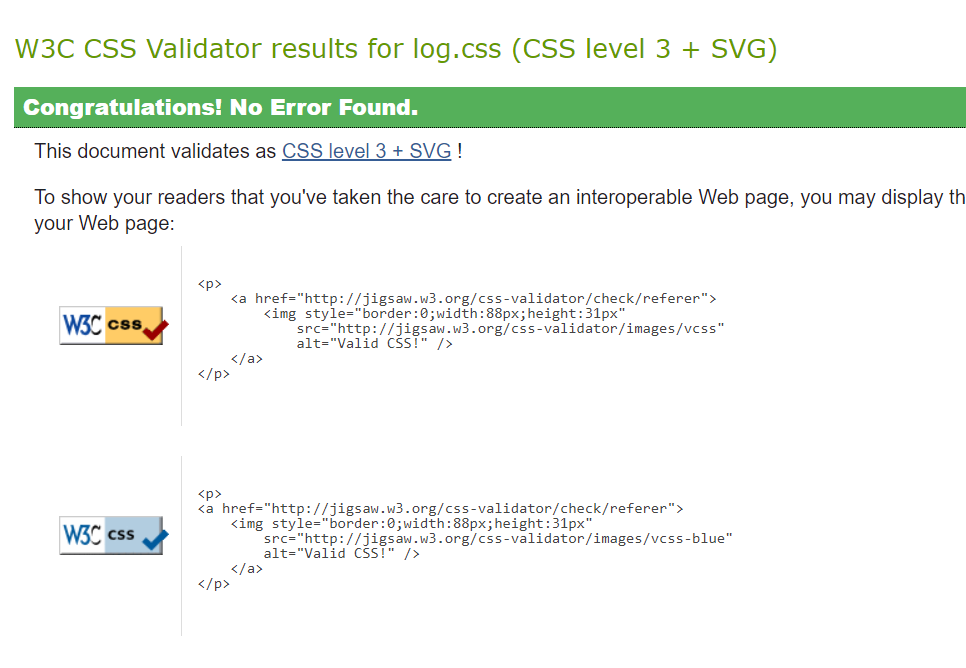 W3C CSS Validator results for log.css (CSS level 3 + SVG)
Congratulations! No Error Found.
This document validates as CSS level 3 + SVG !
To show your readers that you've taken the care to create an interoperable Web page, you may display th
your Web page:
<p>
    <a href="http://jigsaw.w3.org/css-validator/check/referer">
        <img style="border:0;width:88px;height:31px"
W3C css
            src="http://jigsaw.w3.org/css-validator/images/vcss"
            alt="Valid CSS!" />
    </a>
</p>
<p>
<a href="http://jigsaw.w3.org/css-validator/check/referer">
    <img style="border:0;width:88px;height:31px"
W3C css
        src="http://jigsaw.w3.org/css-validator/images/vcss-blue"
        alt="Valid CSS!" />
    </a>
</p>